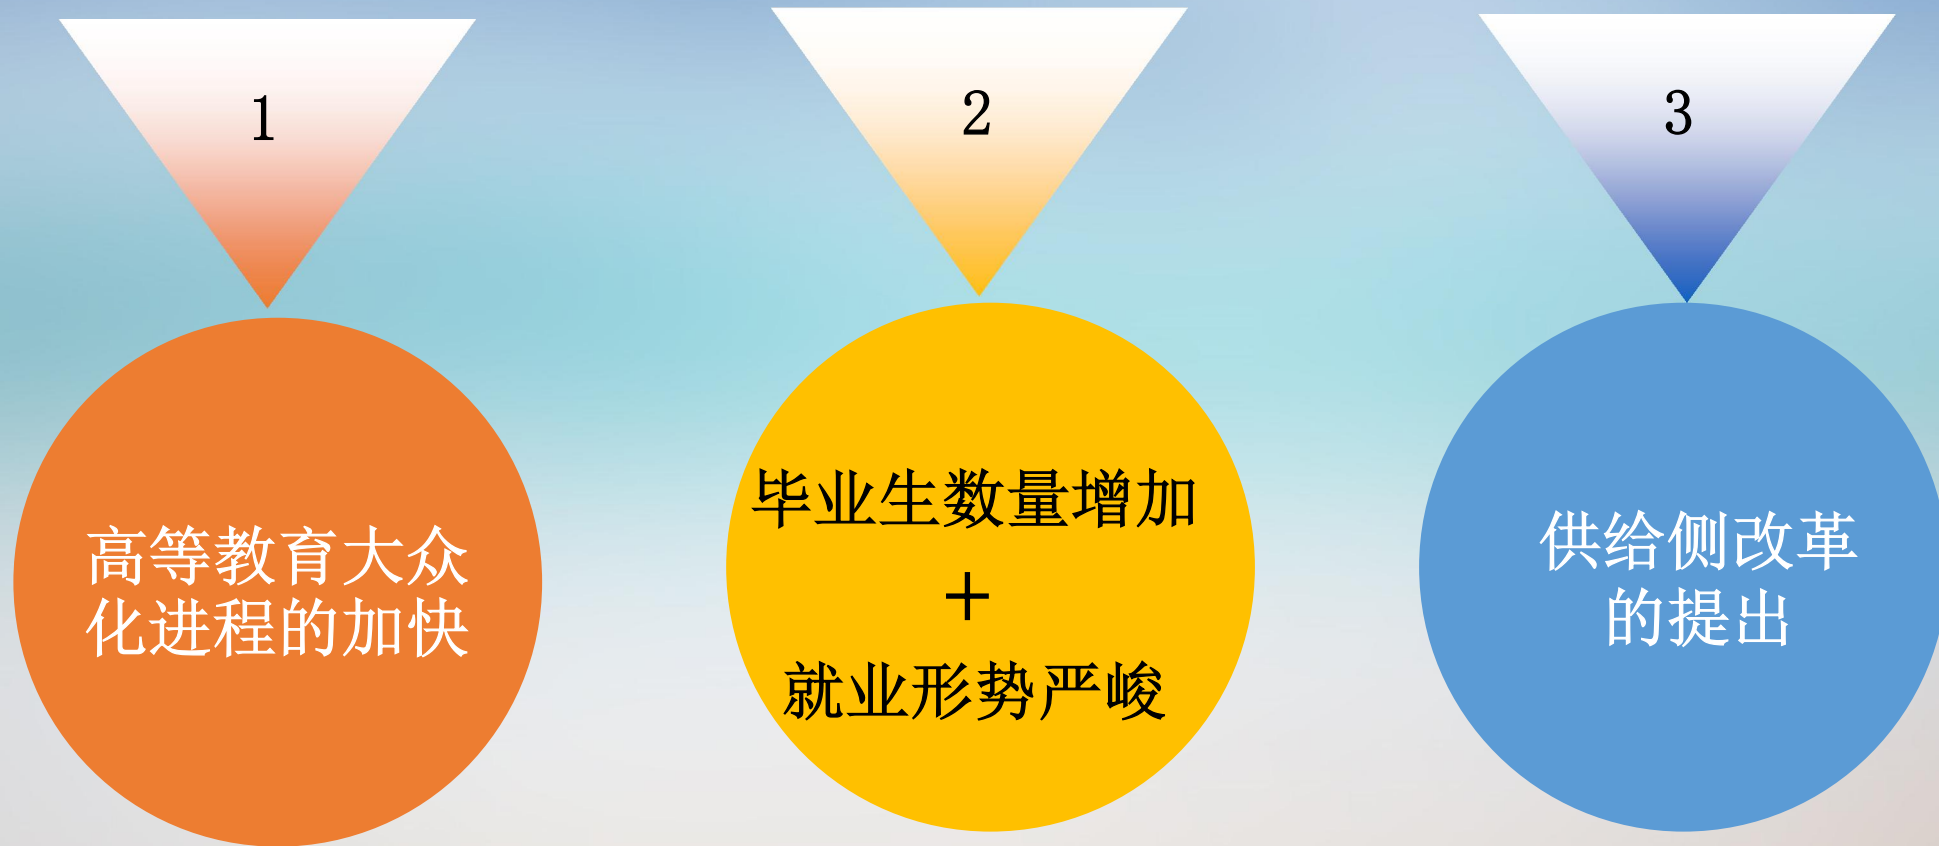 1
高等教育大众
化进程的加快
2
毕业生数量增加
+
就业形势严峻
3
供给侧改革
的提出